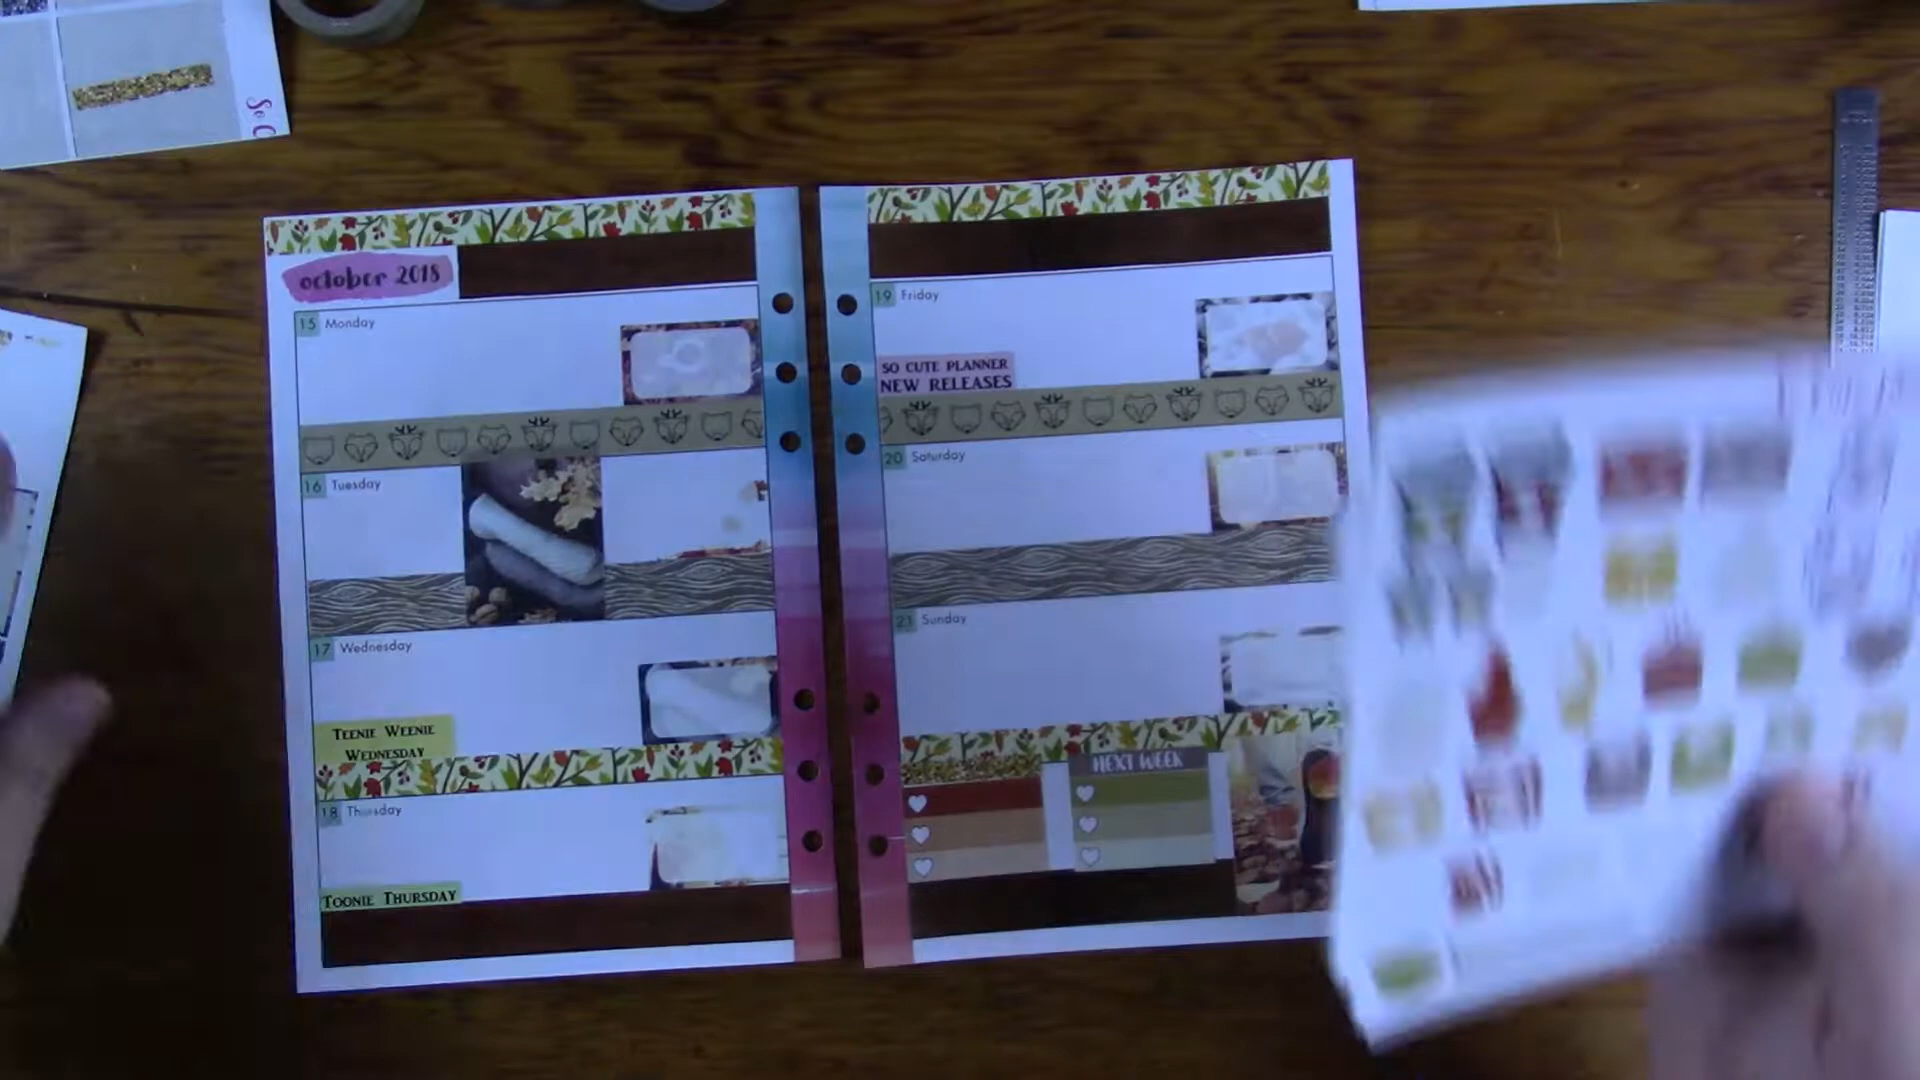 So C
october 2018
15 Monday
16 Tuesday
17 Wednesday
TEENIE WEENIE
WEDNESDAY
18 Thursday
TOONIE THURSDAY
19 Friday
SO CUTE PLANNER
NEW RELEASES
20 Saturday
21 Sunday
NEXT WEEK